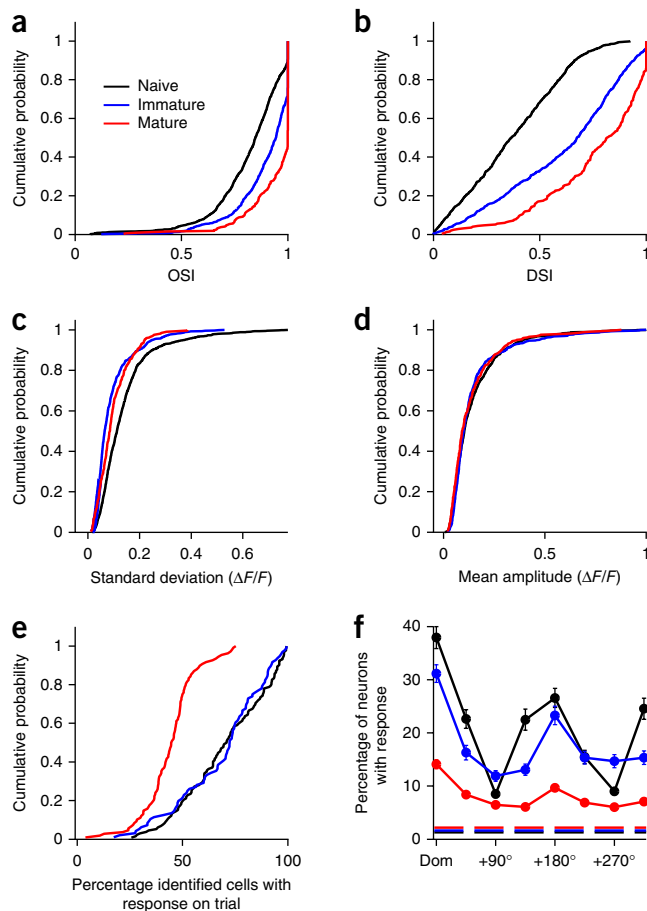 a
Cumulative probability
1
0.8
0.6
0.4
0.2
0
Naive
Immature
Mature
0
0.5
1
OSI
b
Cumulative probability
1
0.8
0.6
0.4
0.2
0
0
0.5
1
DSI
c
Cumulative probability
1
0.8
0.6
0.4
0.2
0
0
0.2
0.4
0.6
Standard deviation (ΔF/F)
d
Cumulative probability
1
0.8
0.6
0.4
0.2
0
0
0.5
1
Mean amplitude (ΔF/F)
e
Cumulative probability
1
0.8
0.6
0.4
0.2
0
0
50
100
Percentage identified cells with
response on trial
f
Percentage of neurons
with response
40
30
20
10
0
Dom
+90°
+180°
+270°